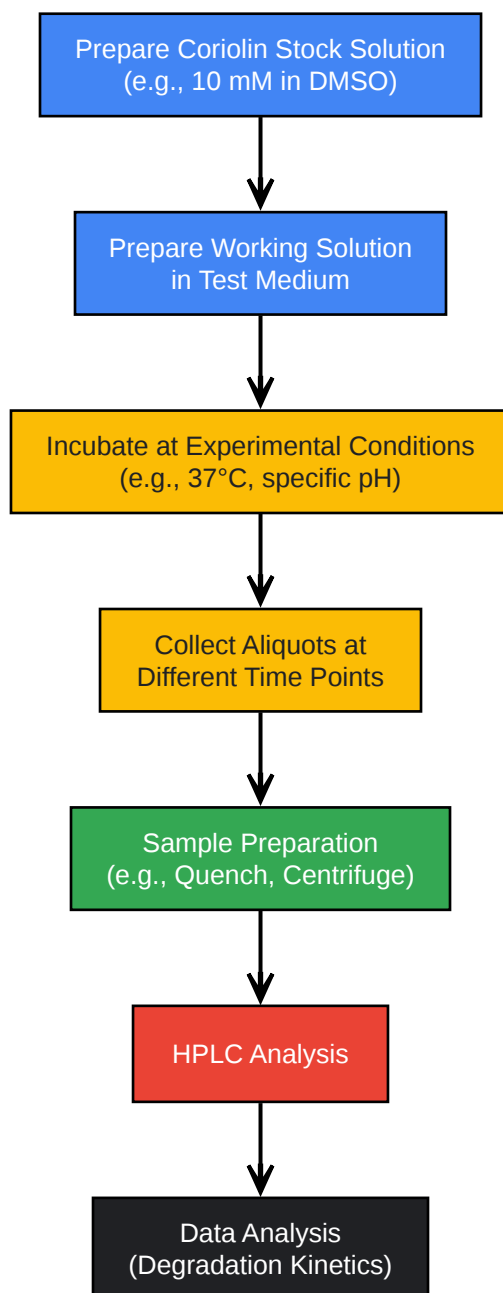 Prepare Coriolin Stock Solution
(e.g., 10 mM in DMSO)
Prepare Working Solution
in Test Medium
Incubate at Experimental Conditions
(e.g., 37°C, specific pH)
Collect Aliquots at
Different Time Points
Sample Preparation
(e.g., Quench, Centrifuge)
HPLC Analysis
Data Analysis
(Degradation Kinetics)